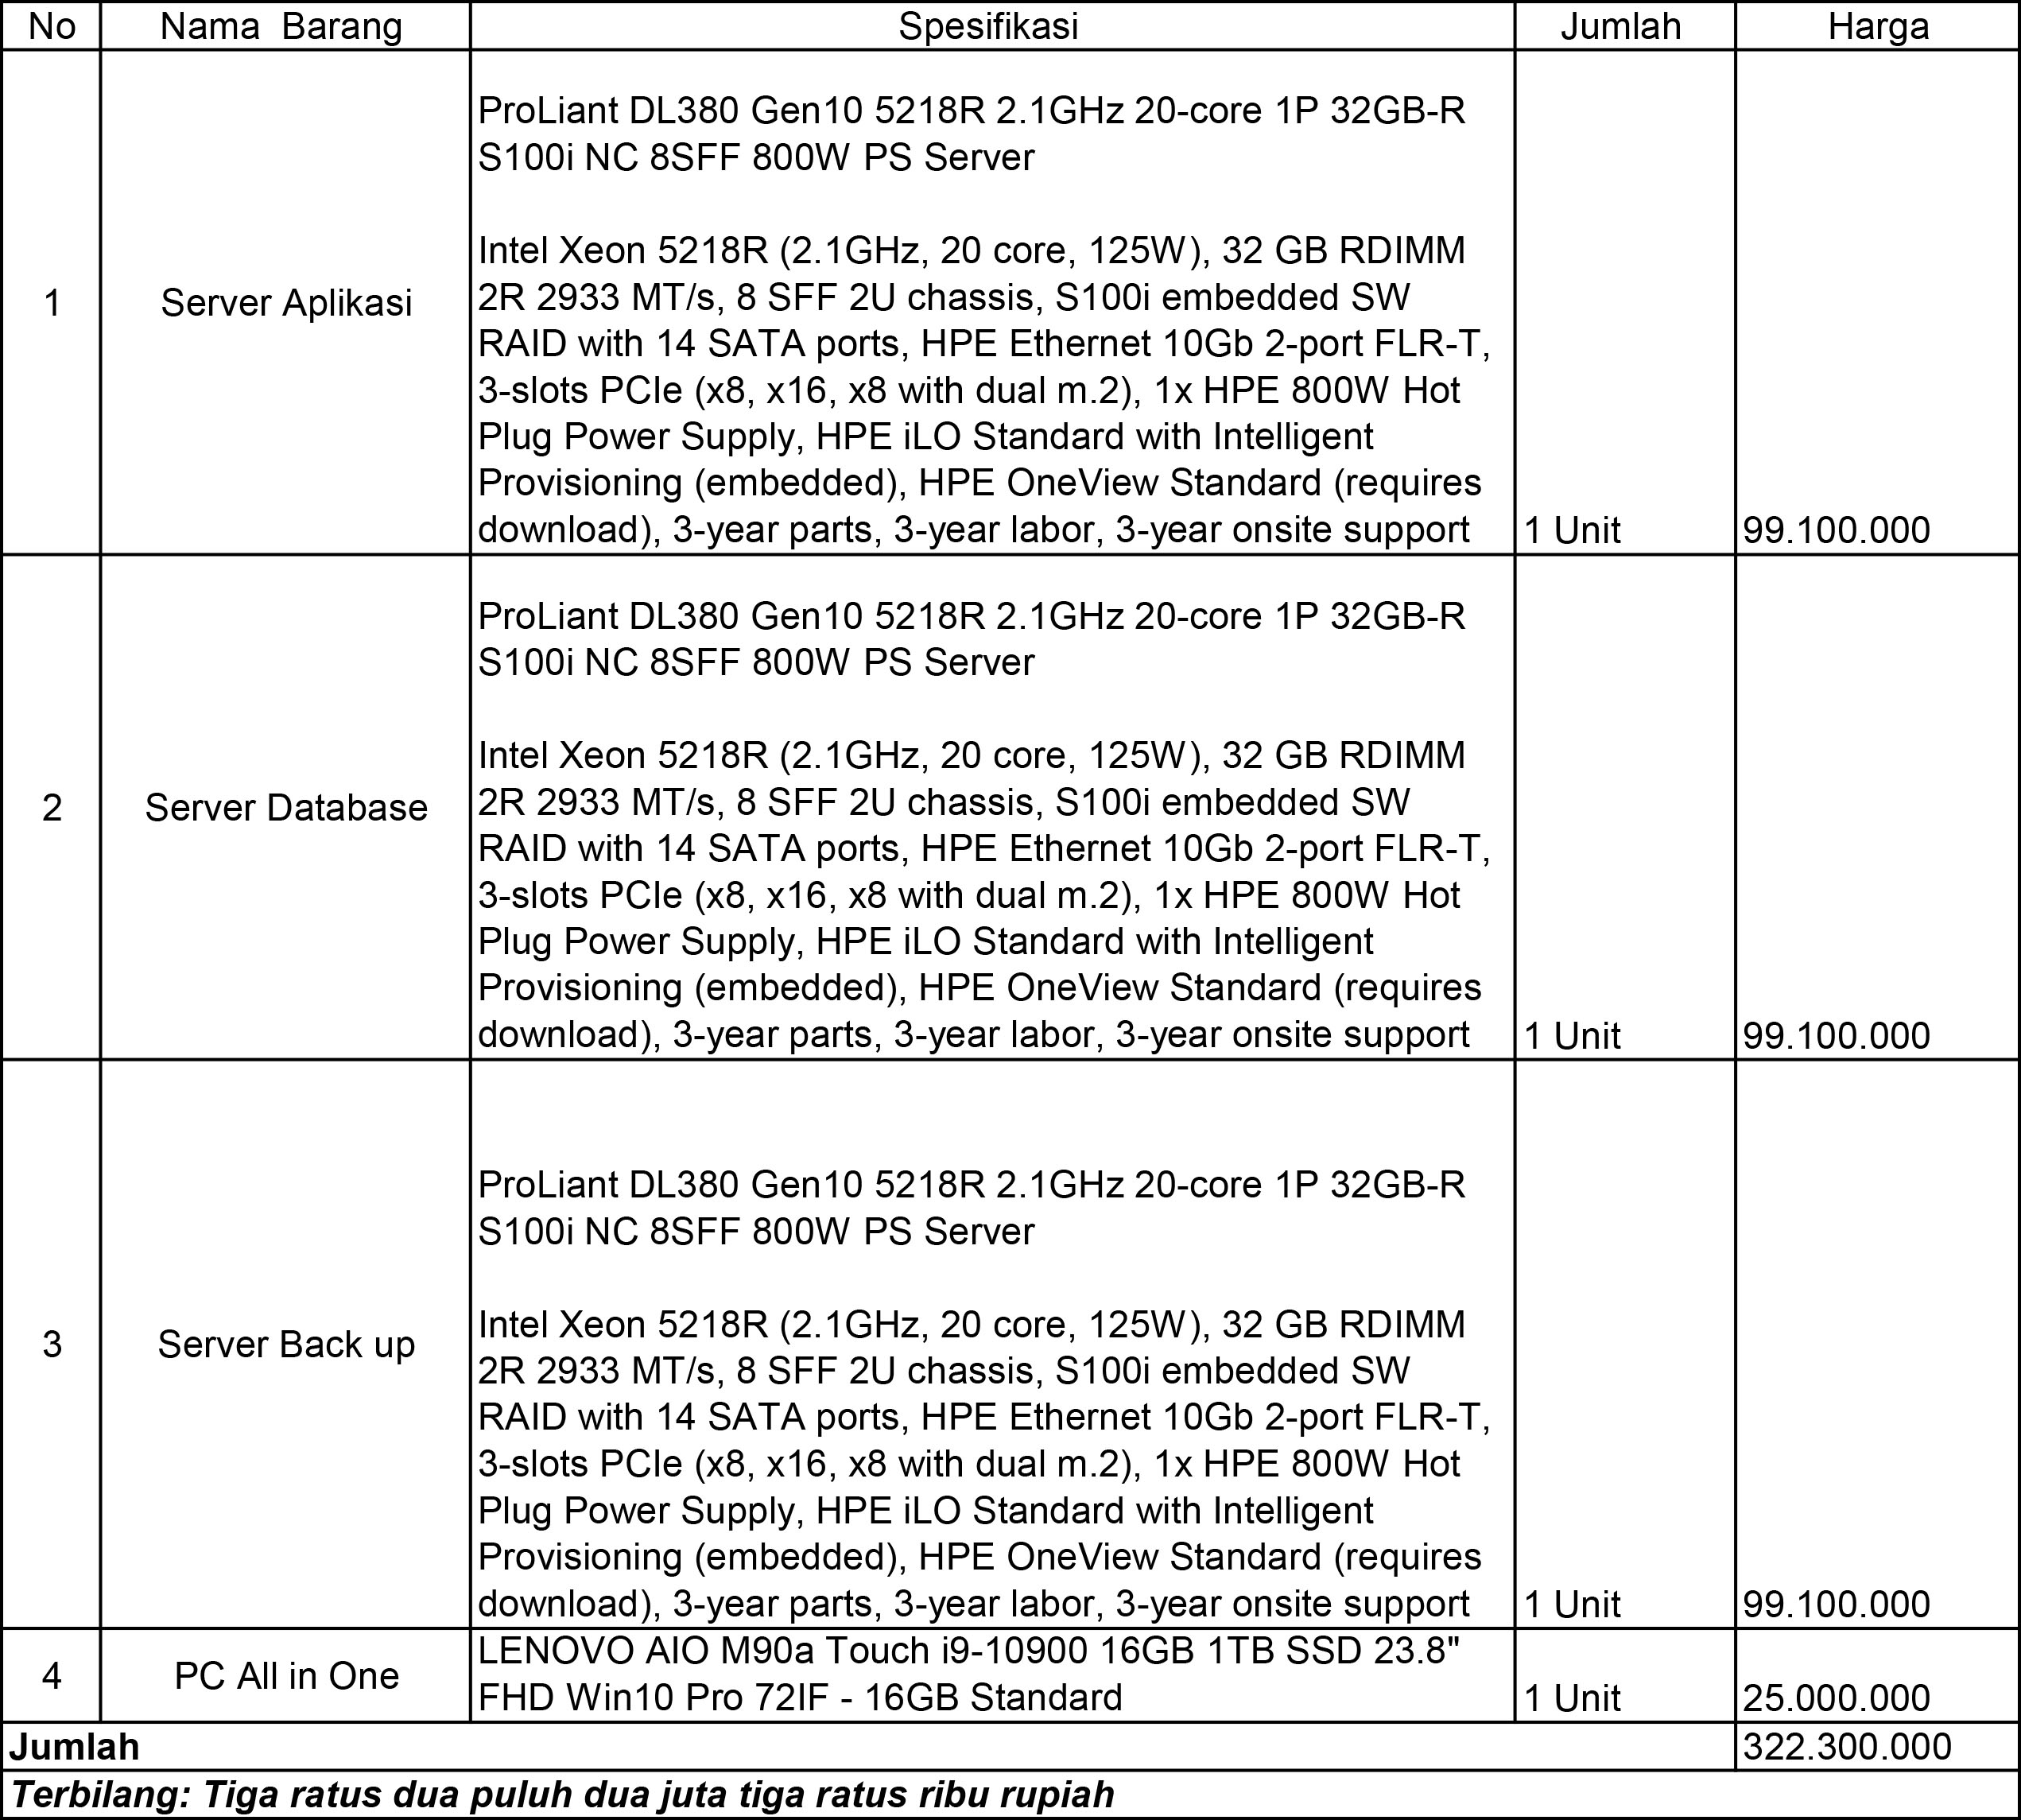 No Nama Barang Spesifikasi Jumlah Harga
ProLiant DL380 Gen10 5218R 2.1GHz 20-core 1P 32GB-R
S100i NC 8SFF 800W PS Server
Intel Xeon 5218R (2.1GHz, 20 core, 125W), 32 GB RDIMM
2R 2933 MT/s, 8 SFF 2U chassis, S100i embedded SW
1 Server Aplikasi
RAID with 14 SATA ports, HPE Ethernet 10Gb 2-port FLR-T,
3-slots PCIe (x8, x16, x8 with dual m.2), 1x HPE 800W Hot
Plug Power Supply, HPE iLO Standard with Intelligent
Provisioning (embedded), HPE OneView Standard (requires
download), 3-year parts, 3-year labor, 3-year onsite support 1 Unit 99.100.000
ProLiant DL380 Gen10 5218R 2.1GHz 20-core 1P 32GB-R
S100i NC 8SFF 800W PS Server
Intel Xeon 5218R (2.1GHz, 20 core, 125W), 32 GB RDIMM
2R 2933 MT/s, 8 SFF 2U chassis, S100i embedded SW
2 Server Database
RAID with 14 SATA ports, HPE Ethernet 10Gb 2-port FLR-T,
3-slots PCIe (x8, x16, x8 with dual m.2), 1x HPE 800W Hot
Plug Power Supply, HPE iLO Standard with Intelligent
Provisioning (embedded), HPE OneView Standard (requires
download), 3-year parts, 3-year labor, 3-year onsite support 1 Unit 99.100.000
ProLiant DL380 Gen10 5218R 2.1GHz 20-core 1P 32GB-R
S100i NC 8SFF 800W PS Server
Intel Xeon 5218R (2.1GHz, 20 core, 125W), 32 GB RDIMM
3 Server Back up
2R 2933 MT/s, 8 SFF 2U chassis, S100i embedded SW
RAID with 14 SATA ports, HPE Ethernet 10Gb 2-port FLR-T,
3-slots PCIe (x8, x16, x8 with dual m.2), 1x HPE 800W Hot
Plug Power Supply, HPE iLO Standard with Intelligent
Provisioning (embedded), HPE OneView Standard (requires
download), 3-year parts, 3-year labor, 3-year onsite support 1 Unit 99.100.000
4 PC All in One
LENOVO AIO M90a Touch i9-10900 16GB 1TB SSD 23.8"
FHD Win10 Pro 72IF - 16GB Standard 1 Unit 25.000.000
Jumlah 322.300.000
Terbilang: Tiga ratus dua puluh dua juta tiga ratus ribu rupiah